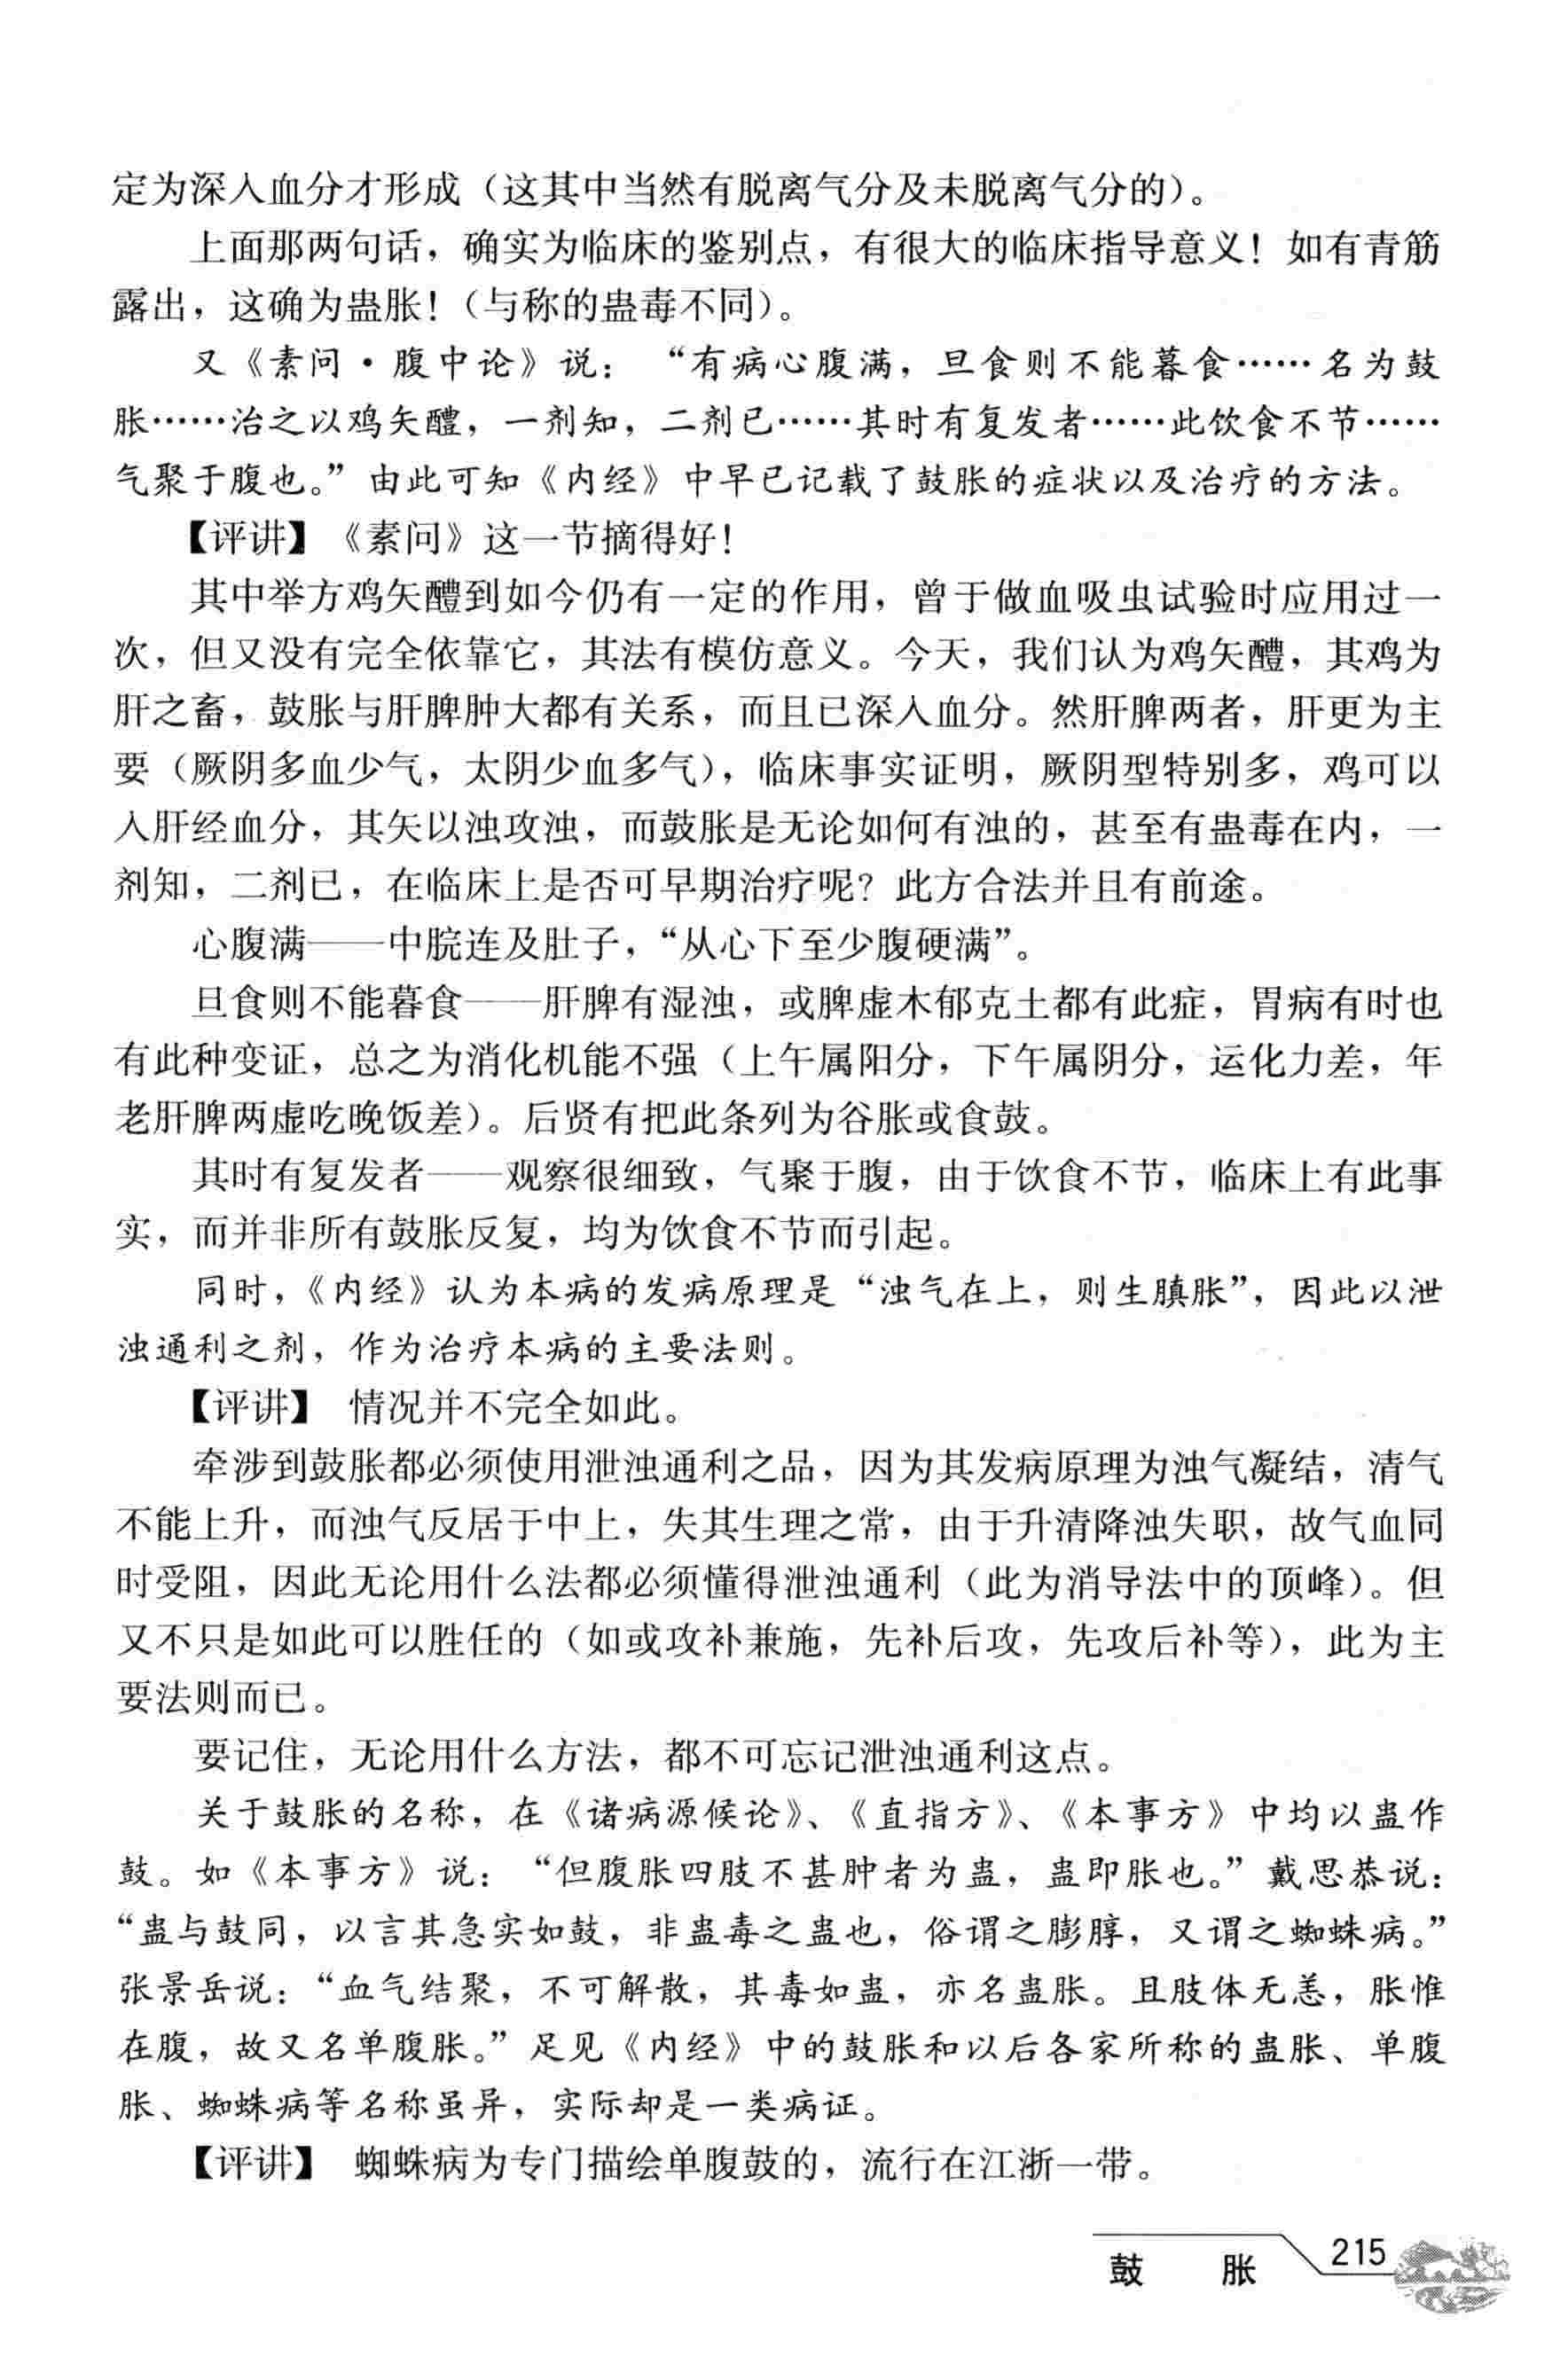 定为深入血分才形成（这其中当然有脱离气分及未脱离气分的）。
上面那两句话，确实为临床的鉴别点，有很大的临床指导意义！如有青筋
露出，这确为蛊胀！（与称的蛊毒不同）。
又《素问·腹中论》说：“有病心腹满，旦食则不能暮食……名为鼓
胀……治之以鸡矢醴，一剂知，二剂已……其时有复发者……此饮食不节……
气聚于腹也。”由此可知《内经》中早已记载了鼓胀的症状以及治疗的方法。
【评讲】《素问》这一节摘得好！
其中举方鸡矢醴到如今仍有一定的作用，曾于做血吸虫试验时应用过一
次，但又没有完全依靠它，其法有模仿意义。今天，我们认为鸡矢醴，其鸡为
肝之畜，鼓胀与肝脾肿大都有关系，而且已深入血分。然肝脾两者，肝更为主
要（厥阴多血少气，太阴少血多气），临床事实证明，厥阴型特别多，鸡可以
入肝经血分，其矢以浊攻浊，而鼓胀是无论如何有浊的，甚至有蛊毒在内，一
剂知，二剂已，在临床上是否可早期治疗呢？此方合法并且有前途。
心腹满——中脘连及肚子，“从心下至少腹硬满”。
旦食则不能暮食——肝脾有湿浊，或脾虚木郁克土都有此症，胃病有时也
有此种变证，总之为消化机能不强（上午属阳分，下午属阴分，运化力差，年
老肝脾两虚吃晚饭差）。后贤有把此条列为谷胀或食鼓。
其时有复发者——观察很细致，气聚于腹，由于饮食不节，临床上有此事
实，而并非所有鼓胀反复，均为饮食不节而引起。
同时，《内经》认为本病的发病原理是“浊气在上，则生䐜胀”，因此以泄
浊通利之剂，作为治疗本病的主要法则。
【评讲】 情况并不完全如此。
牵涉到鼓胀都必须使用泄浊通利之品，因为其发病原理为浊气凝结，清气
不能上升，而浊气反居于中上，失其生理之常，由于升清降浊失职，故气血同
时受阻，因此无论用什么法都必须懂得泄浊通利（此为消导法中的顶峰）。但
又不只是如此可以胜任的（如或攻补兼施，先补后攻，先攻后补等），此为主
要法则而已。
要记住，无论用什么方法，都不可忘记泄浊通利这点。
关于鼓胀的名称，在《诸病源候论》、《直指方》、《本事方》中均以蛊作
鼓。如《本事方》说：“但腹胀四肢不甚肿者为蛊，蛊即胀也。”戴思恭说：
“蛊与鼓同，以言其急实如鼓，非蛊毒之蛊也，俗谓之膨脝，又谓之蜘蛛病。”
张景岳说：“血气结聚，不可解散，其毒如蛊，亦名蛊胀。且肢体无恙，胀惟
在腹，故又名单腹胀。”足见《内经》中的鼓胀和以后各家所称的蛊胀、单腹
胀、蜘蛛病等名称虽异，实际却是一类病证。
【评讲】 蜘蛛病为专门描绘单腹鼓的，流行在江浙一带。
鼓 胀 215